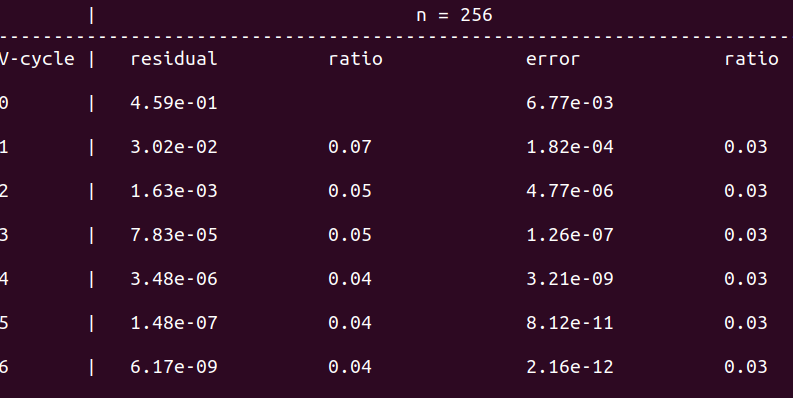 | n = 256
--------------------------------------------------------------------------------
V-cycle | residual ratio error ratio
0 | 4.59e-01 6.77e-03
1 | 3.02e-02 0.07 1.82e-04 0.03
2 | 1.63e-03 0.05 4.77e-06 0.03
3 | 7.83e-05 0.05 1.26e-07 0.03
4 | 3.48e-06 0.04 3.21e-09 0.03
5 | 1.48e-07 0.04 8.12e-11 0.03
6 | 6.17e-09 0.04 2.16e-12 0.03